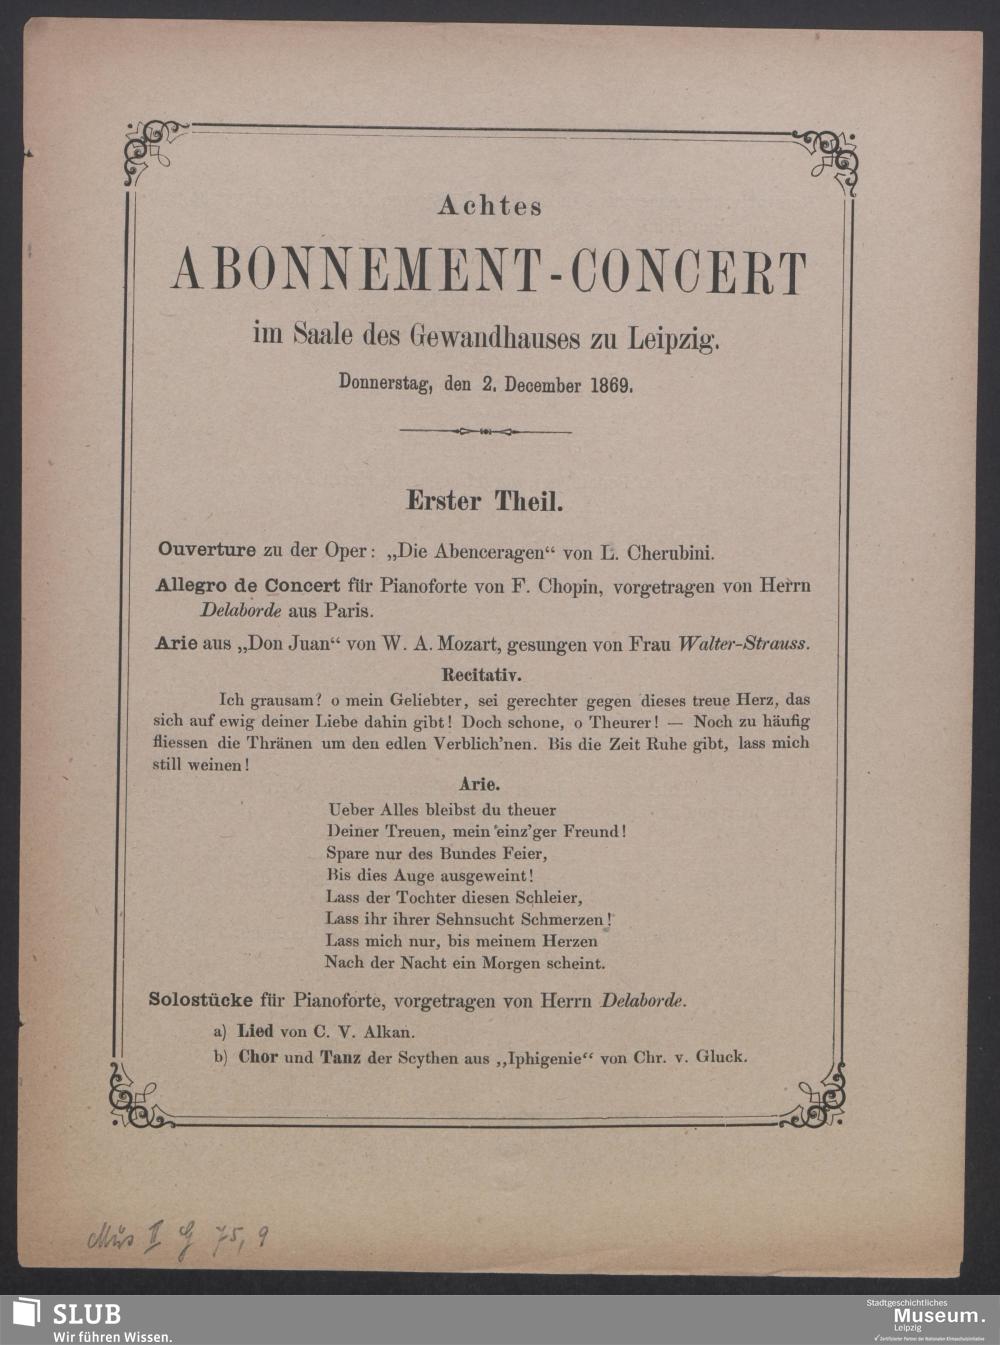 Achtes
ABONNEMENT-CONCERT
im Saale des Gewandhauses zu Leipzig.
Donnerstag, den 2. December 1869.
Erster Theil.
Ouverture zu der Oper: „Die Abenceragen“ von L. Cherubini.
Allegro de Concert für Pianoforte von F. Chopin, vorgetragen von Herrn
Delaborde aus Paris.
Arie aus „Don Juan“ von W. A. Mozart, gesungen von Frau Walter-Strauss.
Recitativ.
Ich grausam? o mein Geliebter, sei gerechter gegen dieses treue Herz, das
sich auf ewig deiner Liebe dahin gibt! Doch schone, o Theurer! — Noch zu häufig
fliessen die Thränen um den edlen Verblich'nen. Bis die Zeit Ruhe gibt, lass mich
still weinen!
Arie.
Ueber Alles bleibst du theuer
Deiner Treuen, mein einz'ger Freund!
Spare nur des Bundes Feier,
Bis dies Auge ausgeweint!
Lass der Tochter diesen Schleier,
Lass ihr ihrer Sehnsucht Schmerzen!
Lass mich nur, bis meinem Herzen
Nach der Nacht ein Morgen scheint.
Solostücke für Pianoforte, vorgetragen von Herrn Delaborde.
a) Lied von C. V. Alkan.
b) Chor und Tanz der Scythen aus „Iphigenie“ von Chr. v. Gluck.
Mus II G 75, 9
SLUB
Wir führen Wissen.
Stadtgeschichtliches
Museum.
Leipzig
Zertifizierter Partner der Nationalen Klimaschutzinitiative